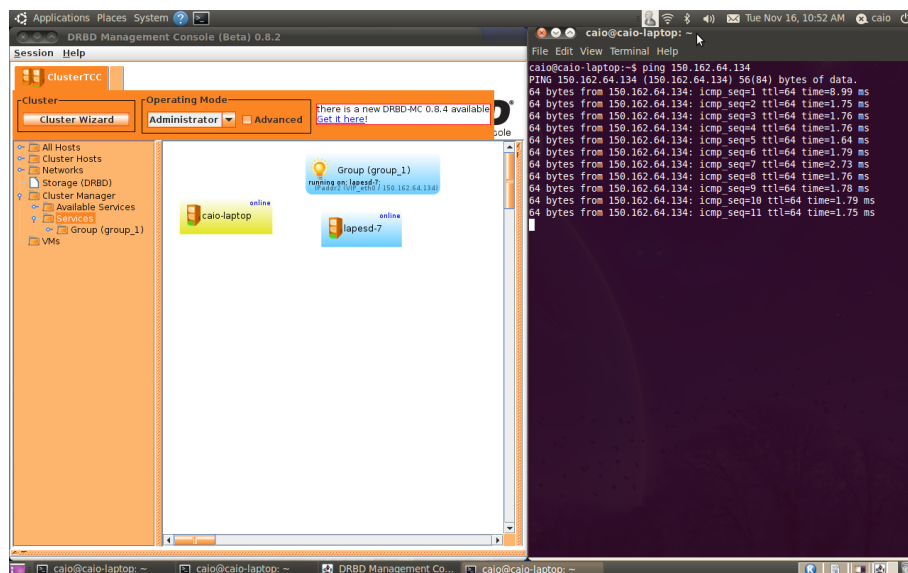 Applications Places System
Tue Nov 16, 10:52 AM caio
DRBD Management Console (Beta) 0.8.2
Session Help
ClusterTCC
Cluster
Cluster Wizard
Operating Mode
Administrator Advanced
there is a new DRBD-MC 0.8.4 available
Get it here!
All Hosts
Cluster Hosts
Networks
Storage (DRBD)
Cluster Manager
Available Services
Services
Group (group_1)
VMs
Group (group_1)
running on: lapesd-7
IPaddr2 (VIP_eth0 / 150.162.64.134)
online
caio-laptop
online
lapesd-7
caio@caio-laptop: ~
File Edit View Terminal Help
caio@caio-laptop:~$ ping 150.162.64.134
PING 150.162.64.134 (150.162.64.134) 56(84) bytes of data.
64 bytes from 150.162.64.134: icmp_seq=1 ttl=64 time=8.99 ms
64 bytes from 150.162.64.134: icmp_seq=2 ttl=64 time=1.75 ms
64 bytes from 150.162.64.134: icmp_seq=3 ttl=64 time=1.76 ms
64 bytes from 150.162.64.134: icmp_seq=4 ttl=64 time=1.76 ms
64 bytes from 150.162.64.134: icmp_seq=5 ttl=64 time=1.64 ms
64 bytes from 150.162.64.134: icmp_seq=6 ttl=64 time=1.79 ms
64 bytes from 150.162.64.134: icmp_seq=7 ttl=64 time=2.73 ms
64 bytes from 150.162.64.134: icmp_seq=8 ttl=64 time=1.76 ms
64 bytes from 150.162.64.134: icmp_seq=9 ttl=64 time=1.78 ms
64 bytes from 150.162.64.134: icmp_seq=10 ttl=64 time=1.79 ms
64 bytes from 150.162.64.134: icmp_seq=11 ttl=64 time=1.75 ms
caio@caio-laptop: ~ caio@caio-laptop: ~ DRBD Management Co... caio@caio-laptop: ~